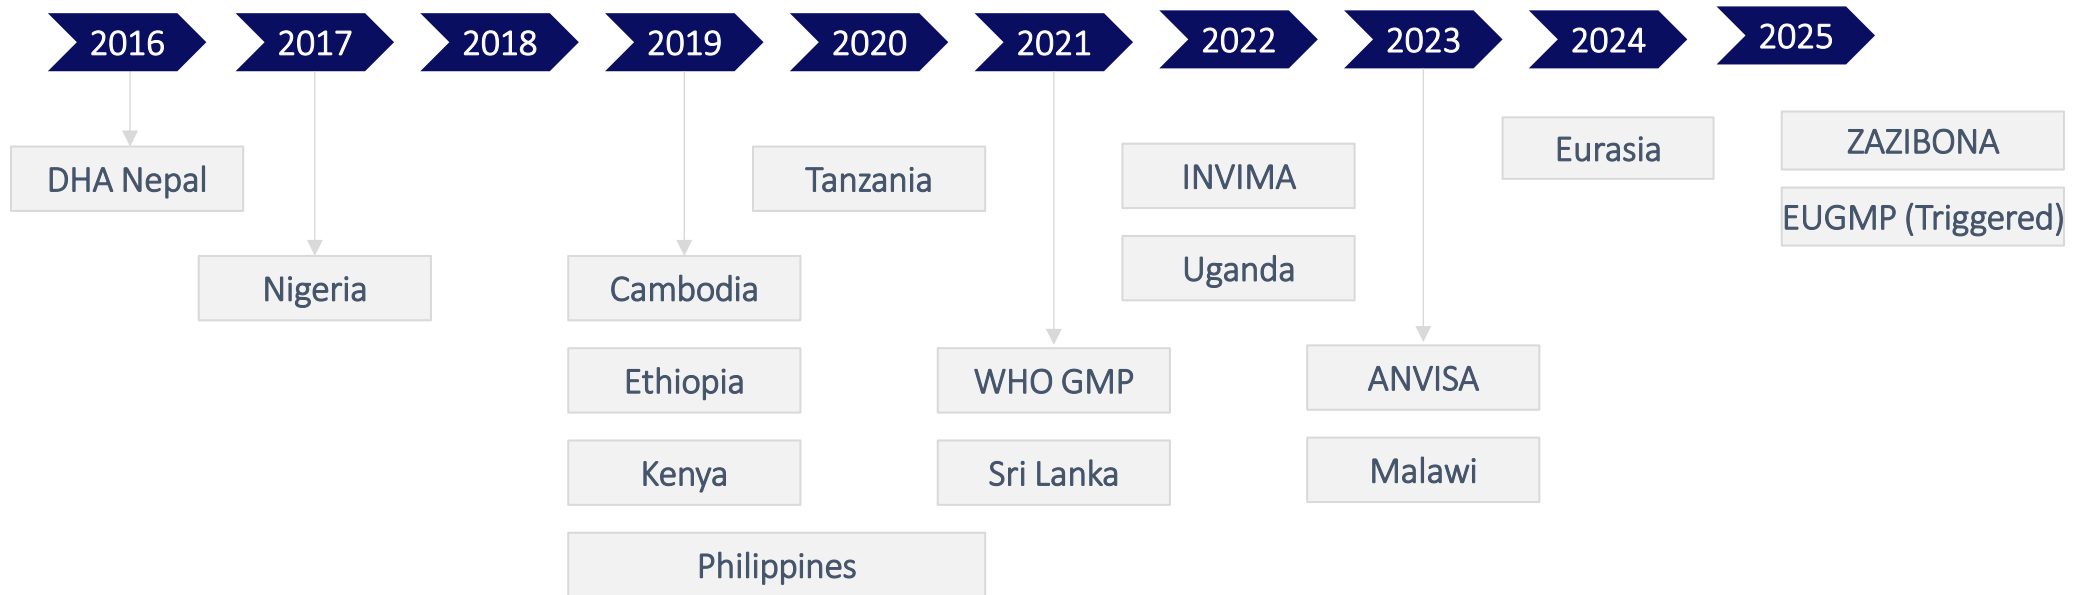 2016
2017
2018
2019
2020
2021
2022
2023
2024
2025
DHA Nepal
Nigeria
Cambodia
Ethiopia
Kenya
Philippines
Tanzania
WHO GMP
Sri Lanka
INVIMA
Uganda
ANVISA
Malawi
Eurasia
ZAZIBONA
EUGMP (Triggered)